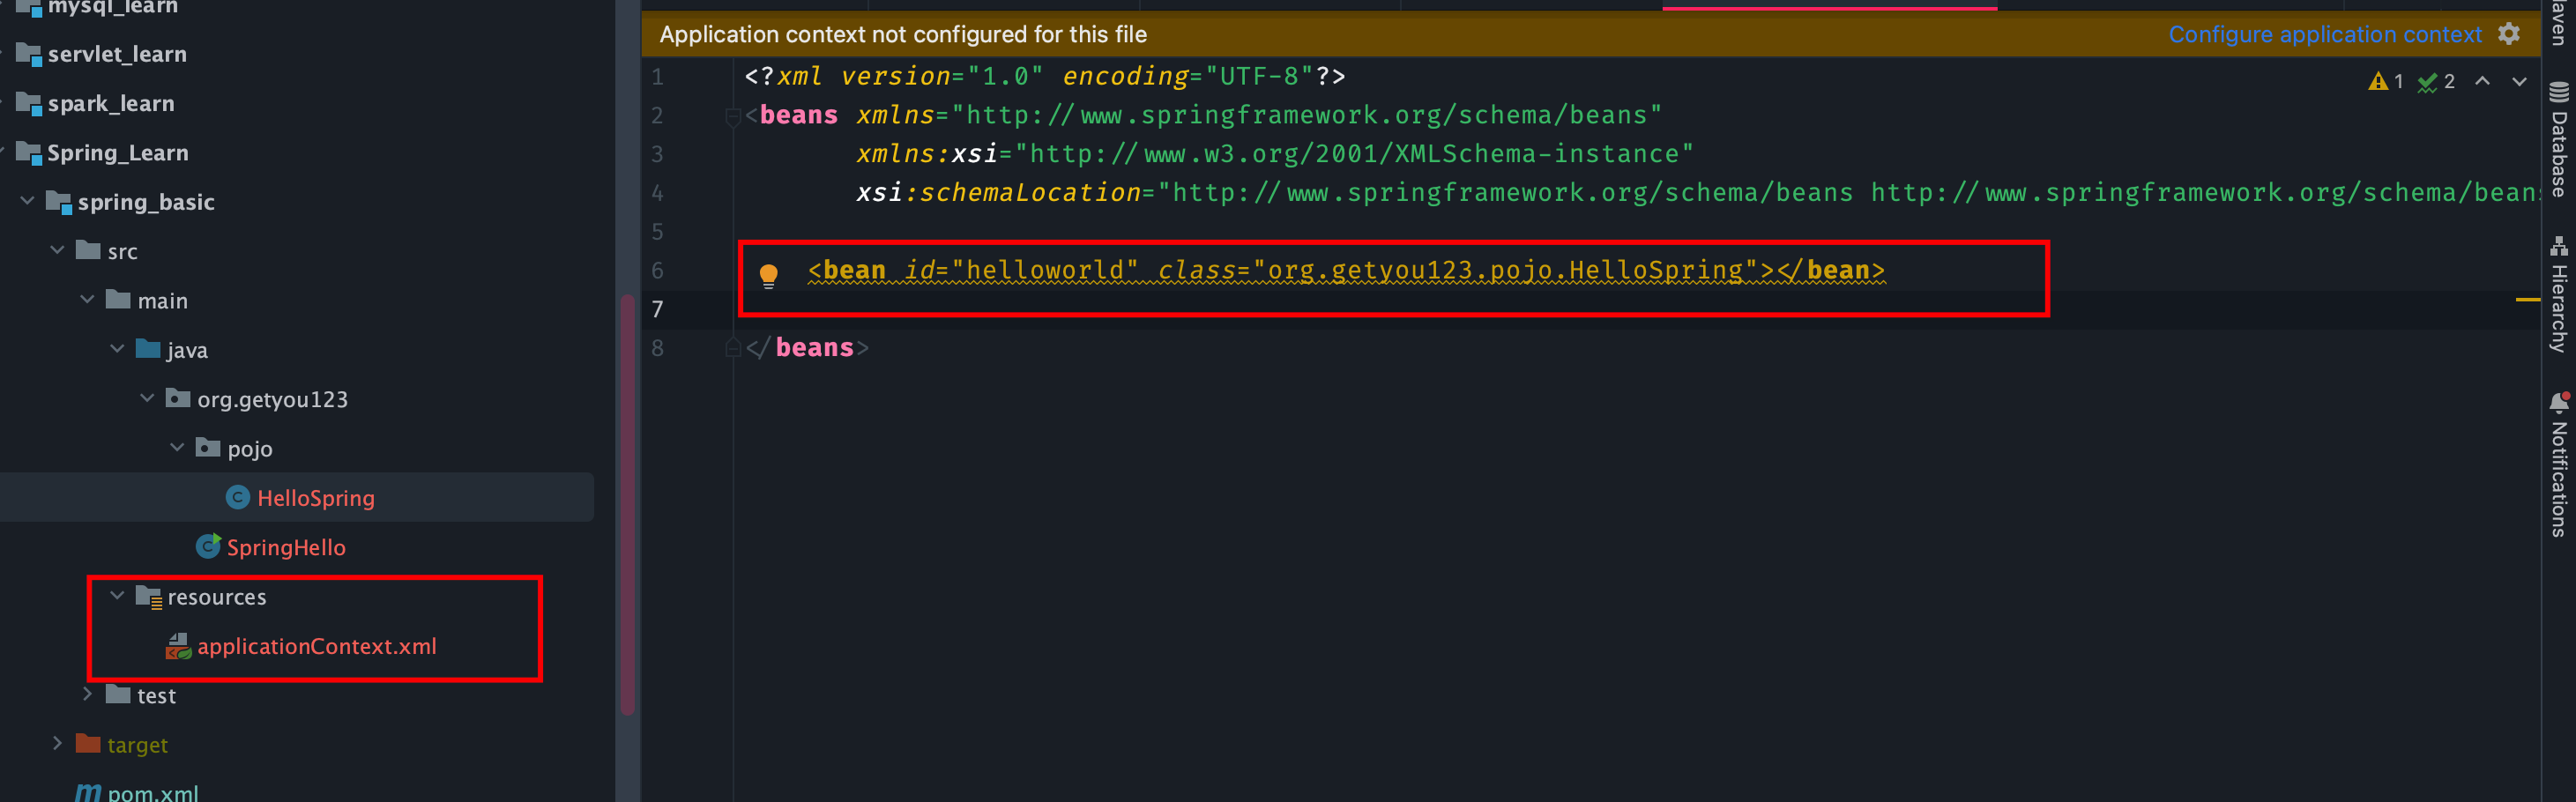 mysql_learn
servlet_learn
spark_learn
Spring_Learn
spring_basic
src
main
java
org.getyou123
pojo
HelloSpring
SpringHello
resources
applicationContext.xml
test
target
pom.xml
Application context not configured for this file
Configure application context
1 <?xml version="1.0" encoding="UTF-8"?>
2 <beans xmlns="http://www.springframework.org/schema/beans"
3 xmlns:xsi="http://www.w3.org/2001/XMLSchema-instance"
4 xsi:schemaLocation="http://www.springframework.org/schema/beans http://www.springframework.org/schema/bean
5
6 <bean id="helloworld" class="org.getyou123.pojo.HelloSpring"></bean>
7
8 </beans>
1 2
Maven
Database
Hierarchy
Notifications